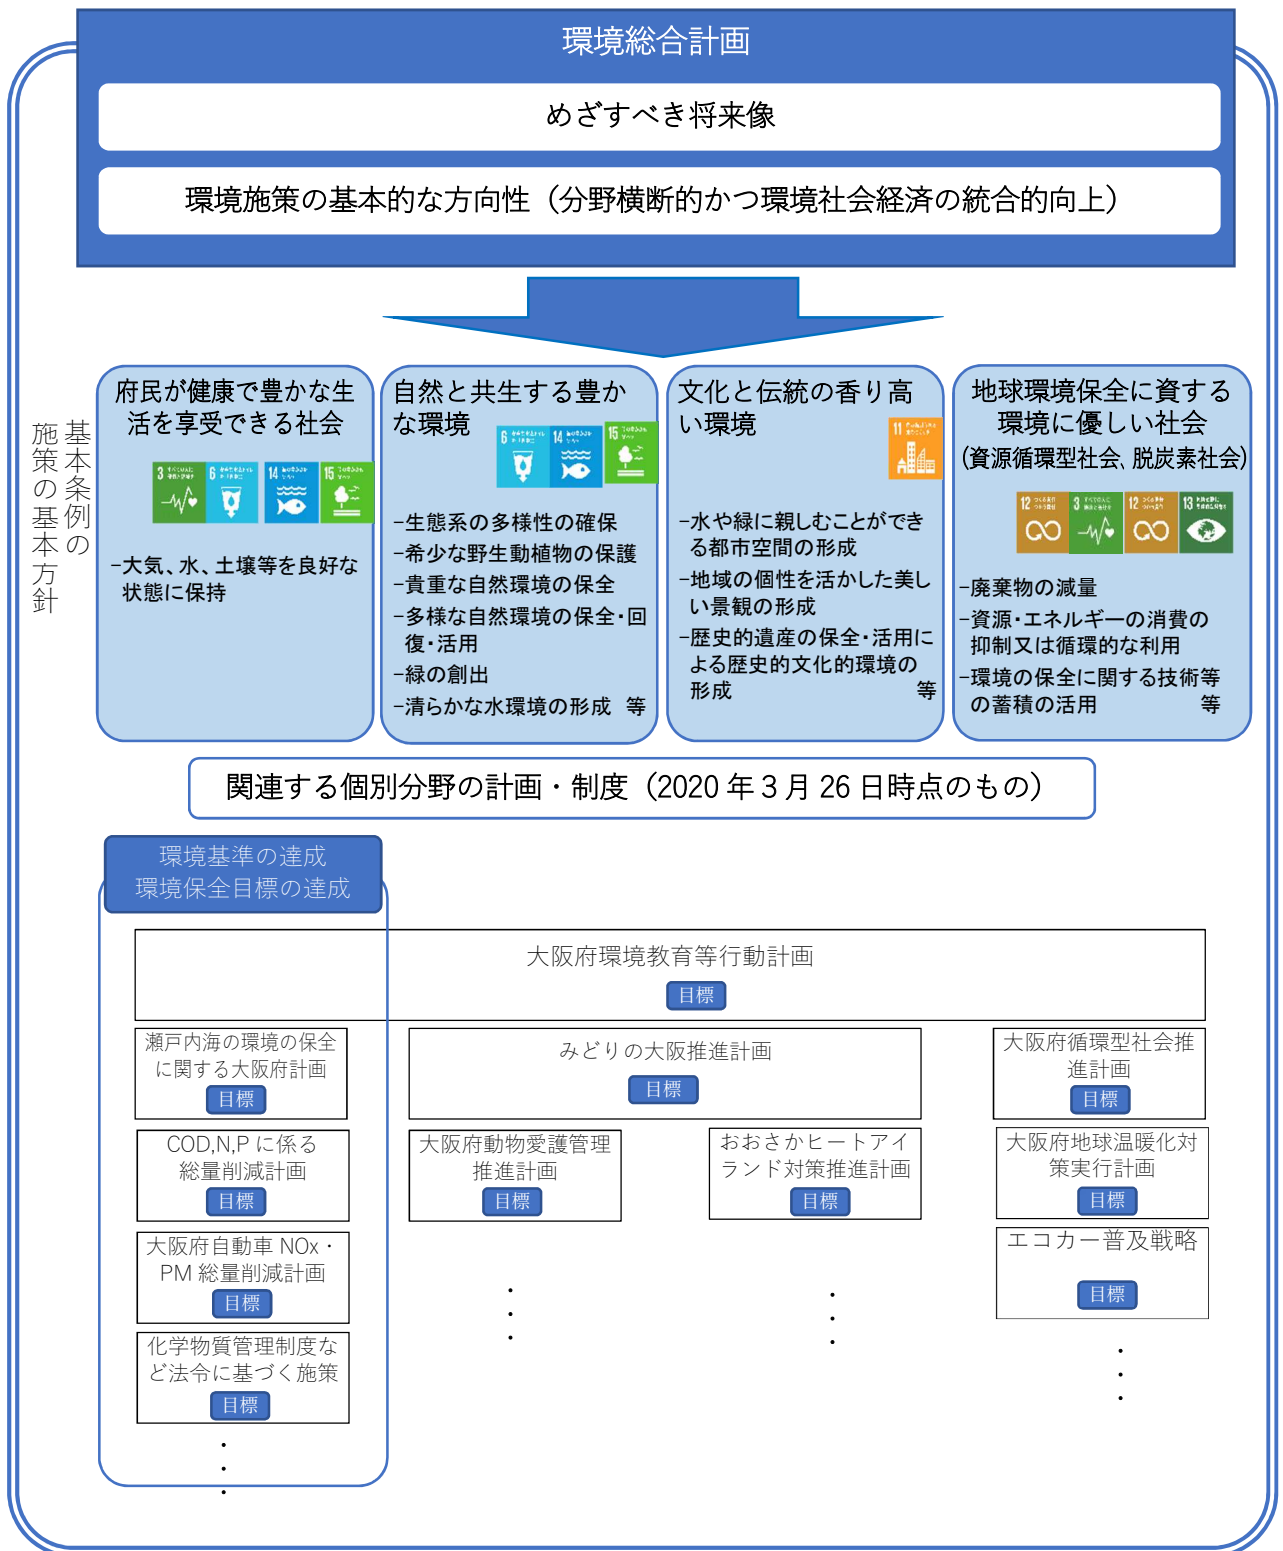 環境総合計画
めざすべき将来像
環境施策の基本的な方向性（分野横断的かつ環境社会経済の統合的向上）
基本条例の
施策の基本方針
府民が健康で豊かな生
活を享受できる社会
3
6
14
15
－大気、水、土壌等を良好な
状態に保持
自然と共生する豊か
な環境
6
14
15
－生態系の多様性の確保
－希少な野生動植物の保護
－貴重な自然環境の保全
－多様な自然環境の保全・回
復・活用
－緑の創出
－清らかな水環境の形成　等
文化と伝統の香り高
い環境
11
－水や緑に親しむことができ
る都市空間の形成
－地域の個性を活かした美し
い景観の形成
－歴史的遺産の保全・活用に
よる歴史的文化的環境の
形成　等
地球環境保全に資する
環境に優しい社会
（資源循環型社会、脱炭素社会）
12
3
12
13
－廃棄物の減量
－資源・エネルギーの消費の
抑制又は循環的な利用
－環境の保全に関する技術等
の蓄積の活用　等
関連する個別分野の計画・制度（2020 年３月 26 日時点のもの）
環境基準の達成
環境保全目標の達成
大阪府環境教育等行動計画
目標
瀬戸内海の環境の保全
に関する大阪府計画
目標
COD,N,P に係る
総量削減計画
目標
大阪府自動車 NOx・
PM 総量削減計画
目標
化学物質管理制度な
ど法令に基づく施策
目標
みどりの大阪推進計画
目標
大阪府動物愛護管理
推進計画
目標
おおさかヒートアイ
ランド対策推進計画
目標
大阪府循環型社会推
進計画
目標
大阪府地球温暖化対
策実行計画
目標
エコカー普及戦略
目標